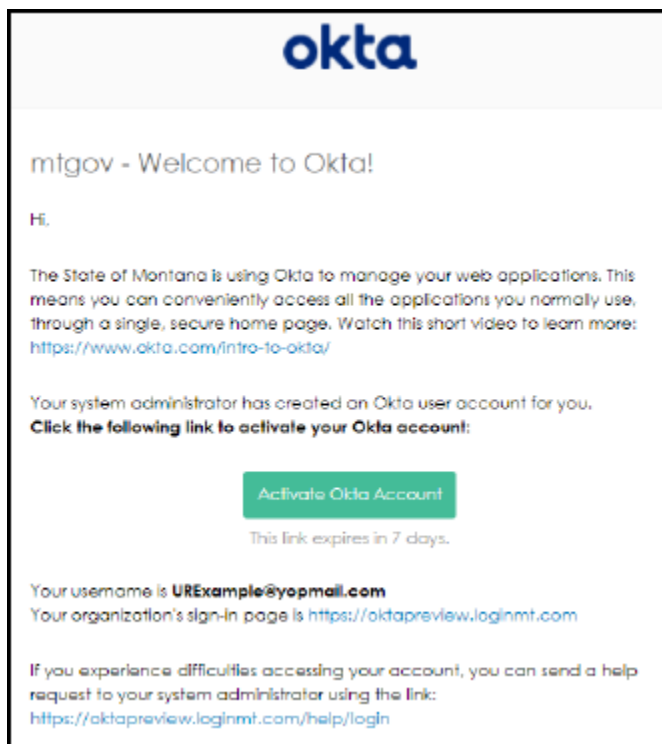 okta
mtgov - Welcome to Okta!
Hi,
The State of Montana is using Okta to manage your web applications. This
means you can conveniently access all the applications you normally use,
through a single, secure home page. Watch this short video to learn more:
https://www.okta.com/intro-to-okta/
Your system administrator has created an Okta user account for you.
Click the following link to activate your Okta account:
Activate Okta Account
This link expires in 7 days.
Your username is URExample@yopmail.com
Your organization's sign-in page is https://oktapreview.loginmt.com
If you experience difficulties accessing your account, you can send a help
request to your system administrator using the link:
https://oktapreview.loginmt.com/help/login